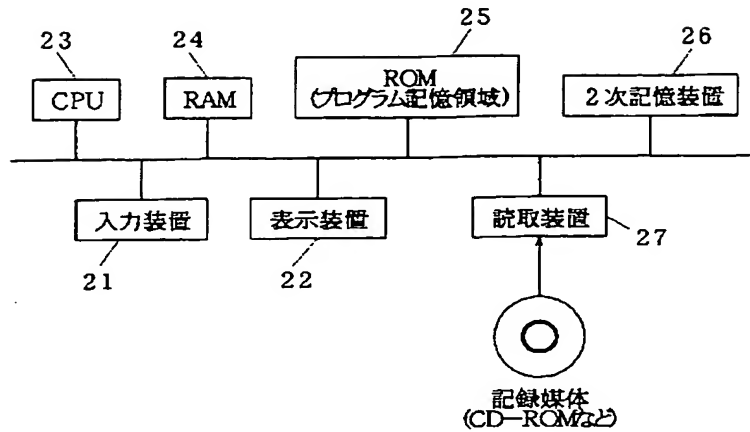 25
23
24
26
CPU
RAM
ROM
(プログラム記憶領域)
2次記憶装置
入力装置
表示装置
読取装置
27
21
22
記録媒体
(CD-ROMなど)